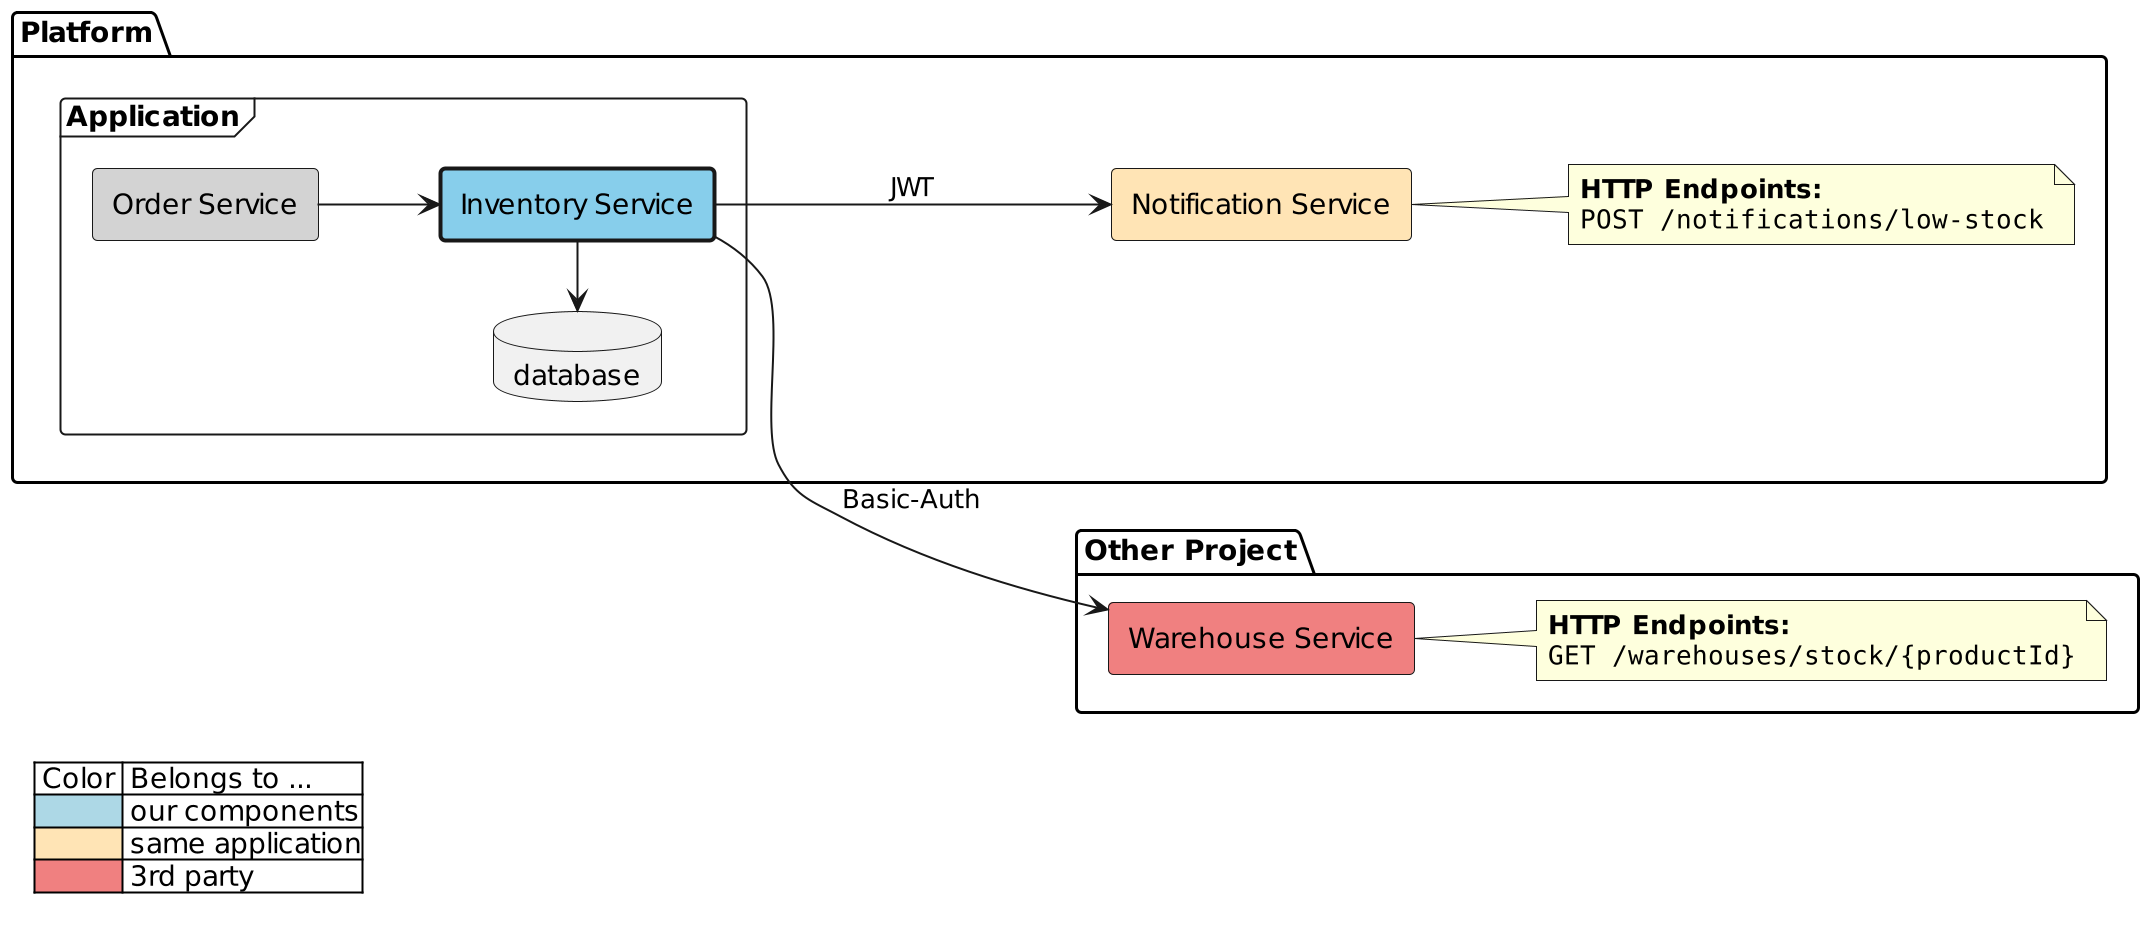 Platform
Application
Order Service
Inventory Service
JWT
Notification Service
HTTP Endpoints:
POST /notifications/low-stock
database
Basic-Auth
Other Project
Warehouse Service
HTTP Endpoints:
GET /warehouses/stock/{productId}
Color Belongs to ...
our components
same application
3rd party